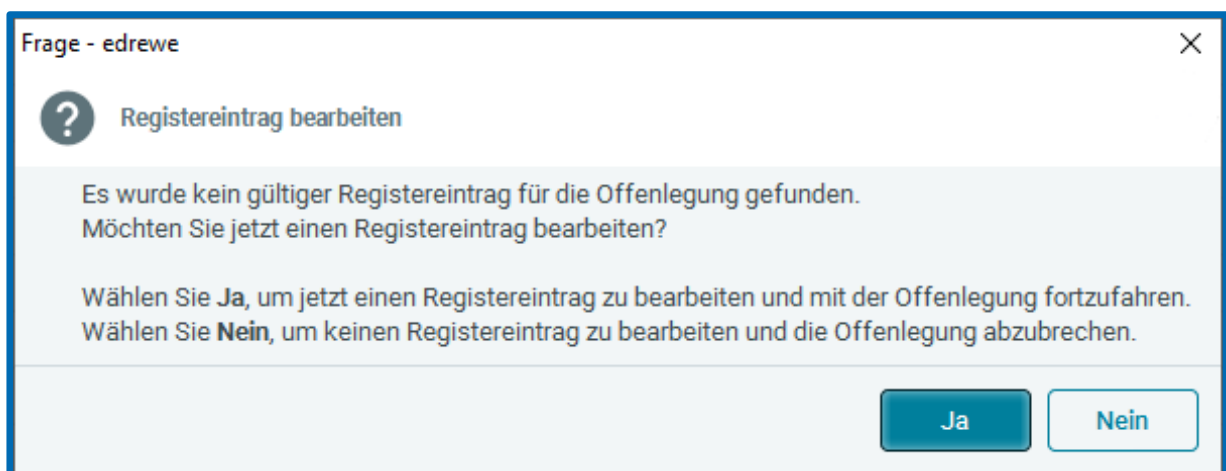 Frage - edrewe
Registereintrag bearbeiten
Es wurde kein gültiger Registereintrag für die Offenlegung gefunden.
Möchten Sie jetzt einen Registereintrag bearbeiten?
Wählen Sie Ja, um jetzt einen Registereintrag zu bearbeiten und mit der Offenlegung fortzufahren.
Wählen Sie Nein, um keinen Registereintrag zu bearbeiten und die Offenlegung abzubrechen.
Ja
Nein